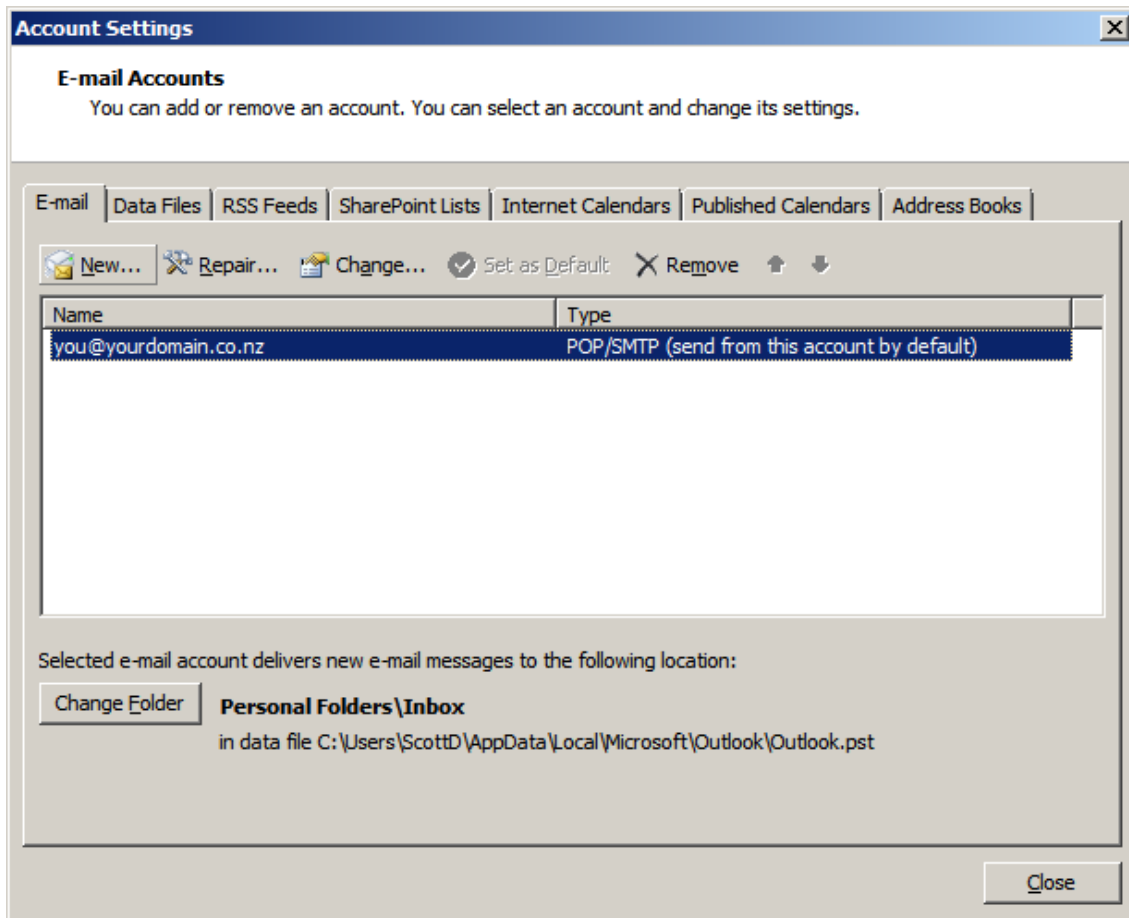 Account Settings
E-mail Accounts
You can add or remove an account. You can select an account and change its settings.
E-mail Data Files RSS Feeds SharePoint Lists Internet Calendars Published Calendars Address Books
New... Repair... Change... Set as Default Remove
Name Type
you@yourdomain.co.nz POP/SMTP (send from this account by default)
Selected e-mail account delivers new e-mail messages to the following location:
Change Folder Personal Folders\Inbox
in data file C:\Users\ScottD\AppData\Local\Microsoft\Outlook\Outlook.pst
Close